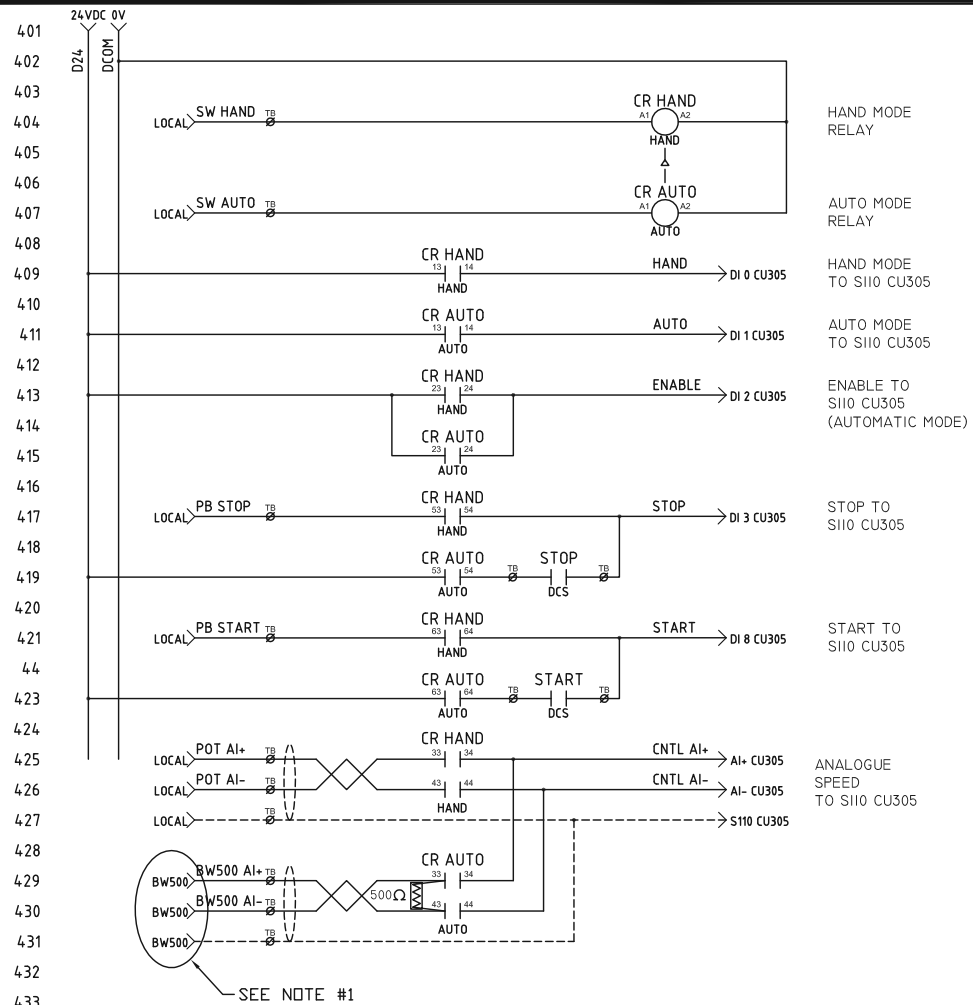 24VDC 0V
401
D24
DCOM
402
403
404 LOCAL SW HAND TB CR HAND A1 A2 HAND HAND MODE
RELAY
405
406
407 LOCAL SW AUTO TB CR AUTO A1 A2 AUTO AUTO MODE
RELAY
408
409 CR HAND 13 14 HAND HAND DI 0 CU305 HAND MODE
TO S110 CU305
410
411 CR AUTO 13 14 AUTO AUTO DI 1 CU305 AUTO MODE
TO S110 CU305
412
413 CR HAND 23 24 HAND ENABLE DI 2 CU305 ENABLE TO
S110 CU305
(AUTOMATIC MODE)
414
415 CR AUTO 23 24 AUTO
416
417 LOCAL PB STOP TB CR HAND 53 54 HAND STOP DI 3 CU305 STOP TO
S110 CU305
418
419 CR AUTO 53 54 AUTO TB STOP DCS TB
420
421 LOCAL PB START TB CR HAND 63 64 HAND START DI 8 CU305 START TO
S110 CU305
44
423 CR AUTO 63 64 AUTO TB START DCS TB
424
425 LOCAL POT AI+ TB CR HAND 33 34 CNTL AI+ AI+ CU305 ANALOGUE
SPEED
TO S110 CU305
426 LOCAL POT AI- TB 43 44 HAND CNTL AI- AI- CU305
427 LOCAL TB S110 CU305
428
429 BW500 BW500 AI+ TB CR AUTO 33 34
430 BW500 BW500 AI- TB 500Ω 43 44 AUTO
431 BW500 TB
432
SEE NOTE #1
433